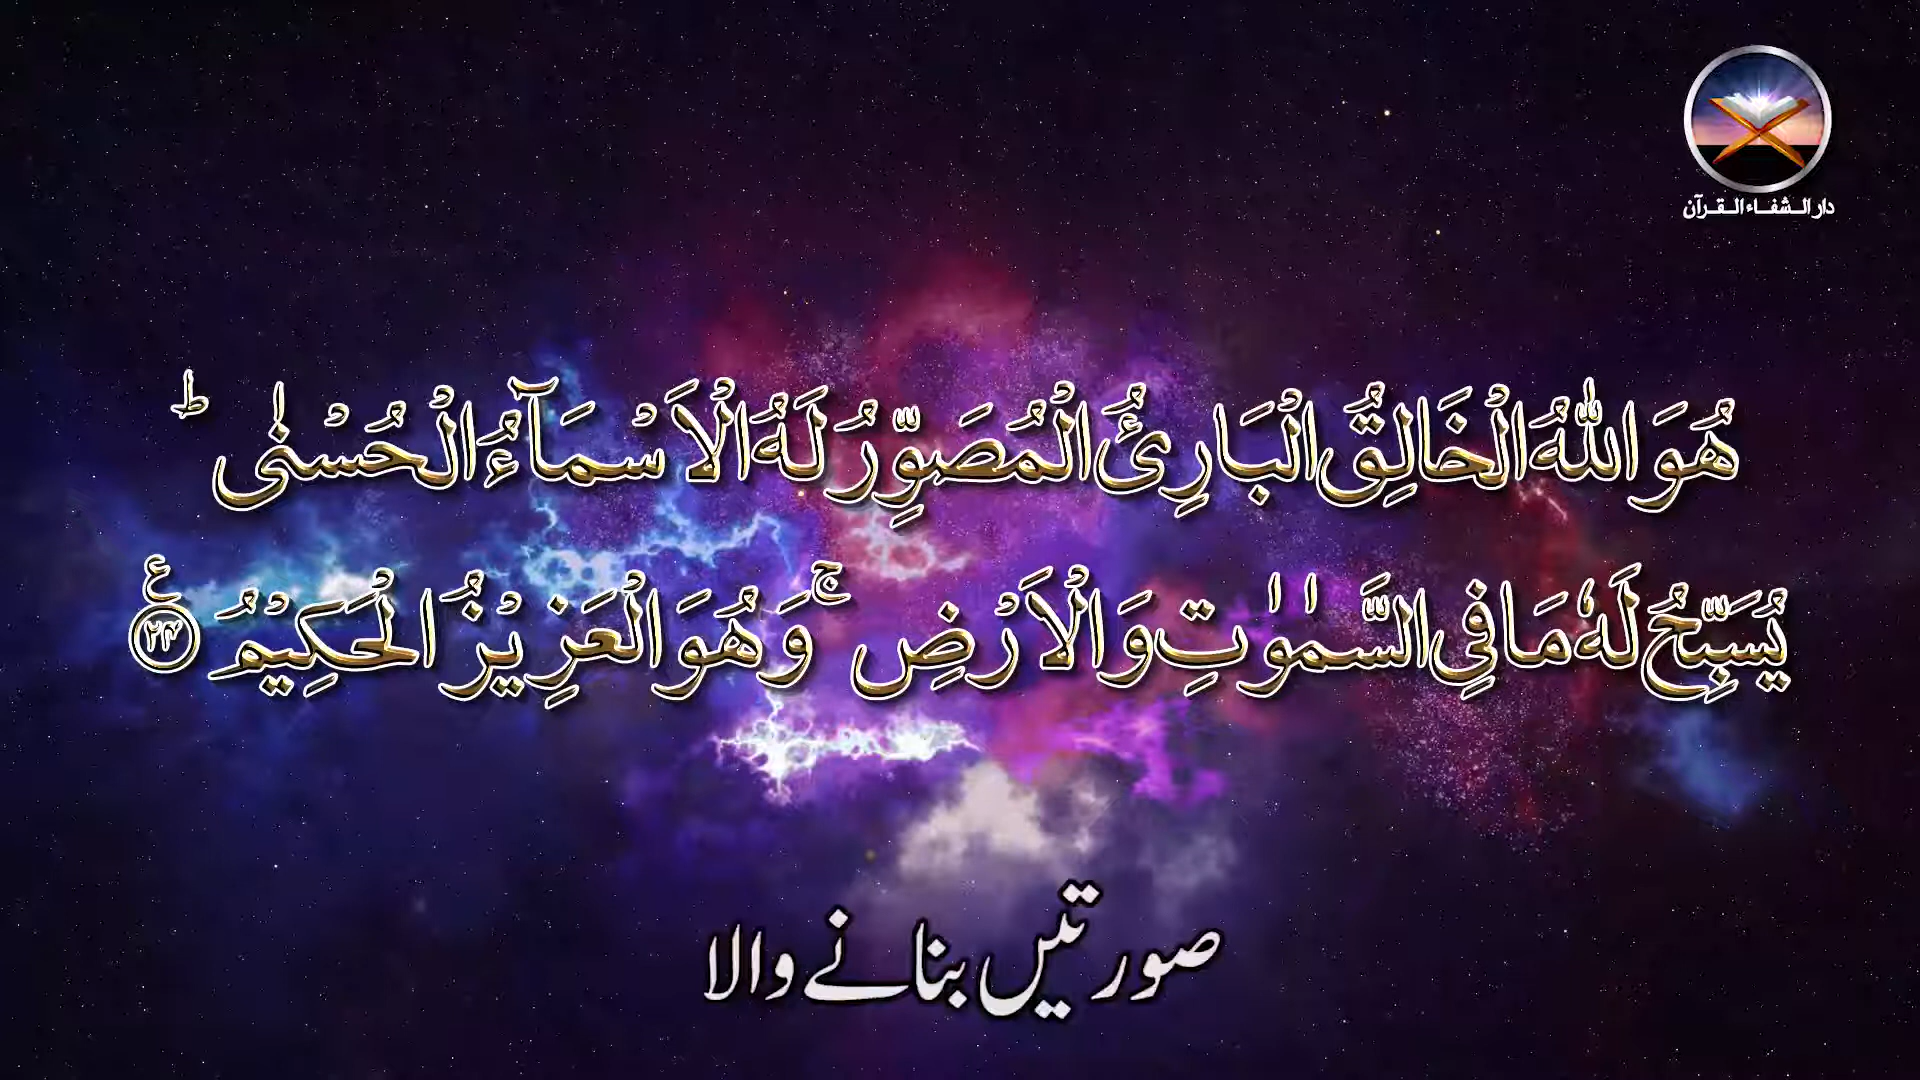 دار الشفاء القرآن
هُوَ اللّٰهُ الْخَالِقُ الْبَارِئُ الْمُصَوِّرُ لَهُ الْاَسْمَآءُ الْحُسْنٰى ؕ
يُسَبِّحُ لَهٗ مَا فِى السَّمٰوٰتِ وَالْاَرْضِ ۚ وَهُوَ الْعَزِيْزُ الْحَكِيْمُ ﴿۲۴﴾ ع
صورتیں بنانے والا